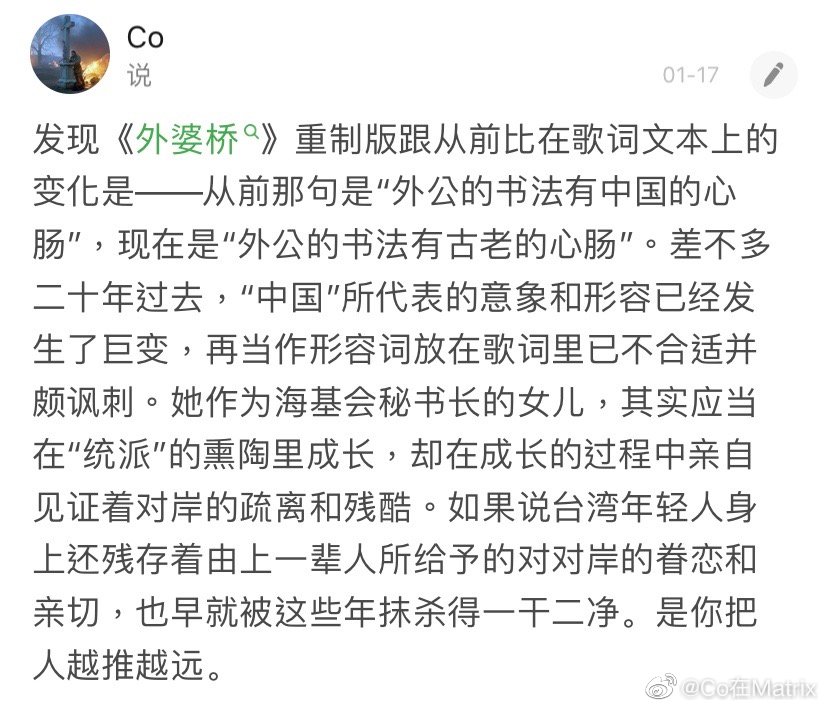 Co
说
01-17
发现《外婆桥》重制版跟从前比在歌词文本上的
变化是——从前那句是“外公的书法有中国的心
肠”，现在是“外公的书法有古老的心肠”。差不多
二十年过去，“中国”所代表的意象和形容已经发
生了巨变，再当作形容词放在歌词里已不合适并
颇讽刺。她作为海基会秘书长的女儿，其实应当
在“统派”的熏陶里成长，却在成长的过程中亲自
见证着对岸的疏离和残酷。如果说台湾年轻人身
上还残存着由上一辈人所给予的对对岸的眷恋和
亲切，也早就被这些年抹杀得一干二净。是你把
人越推越远。
@Co在Matrix